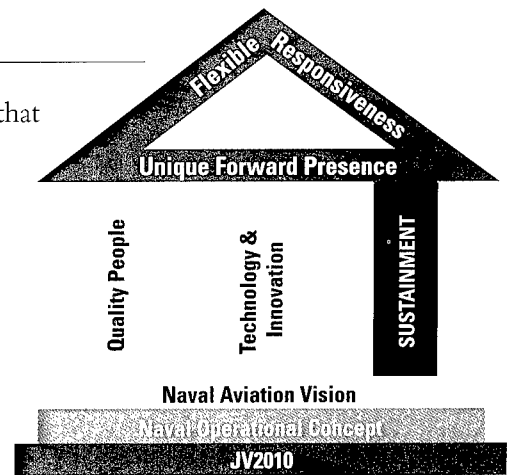 that
Flexible Responsiveness
Unique Forward Presence
Quality People
Technology &
Innovation
SUSTAINMENT
Naval Aviation Vision
Naval Operational Concept
JV2010